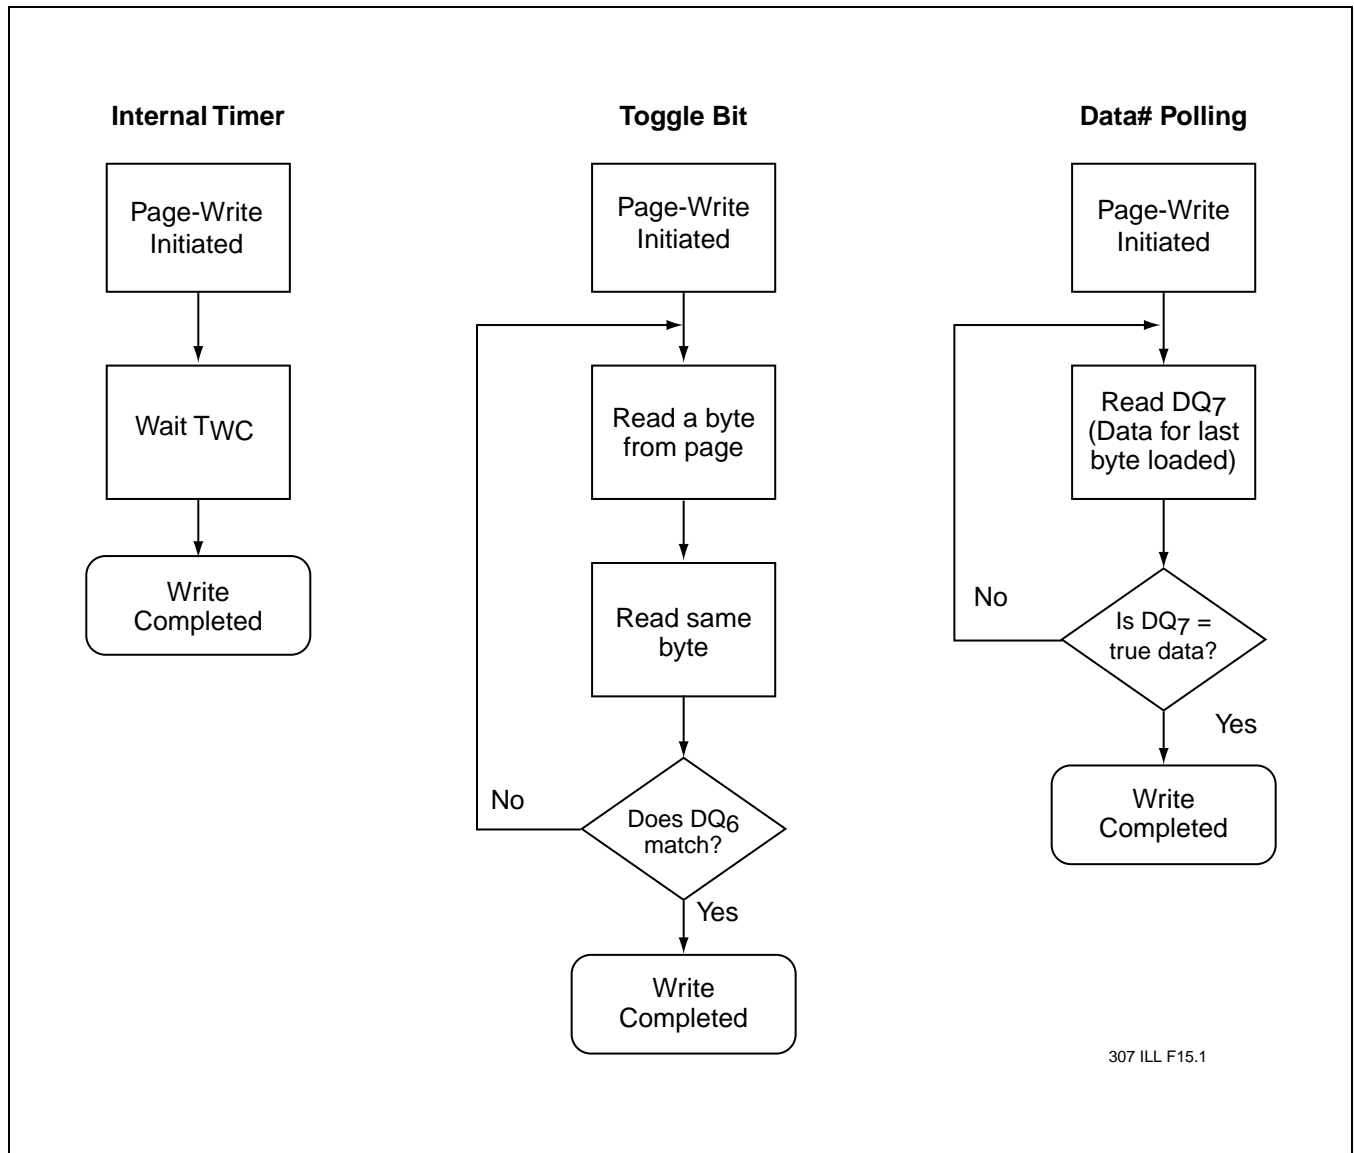 Internal Timer
Page-Write
Initiated
Wait TWC
Write
Completed
Toggle Bit
Page-Write
Initiated
Read a byte
from page
Read same
byte
No
Does DQ6
match?
Yes
Write
Completed
Data# Polling
Page-Write
Initiated
Read DQ7
(Data for last
byte loaded)
No
Is DQ7 =
true data?
Yes
Write
Completed
307 ILL F15.1